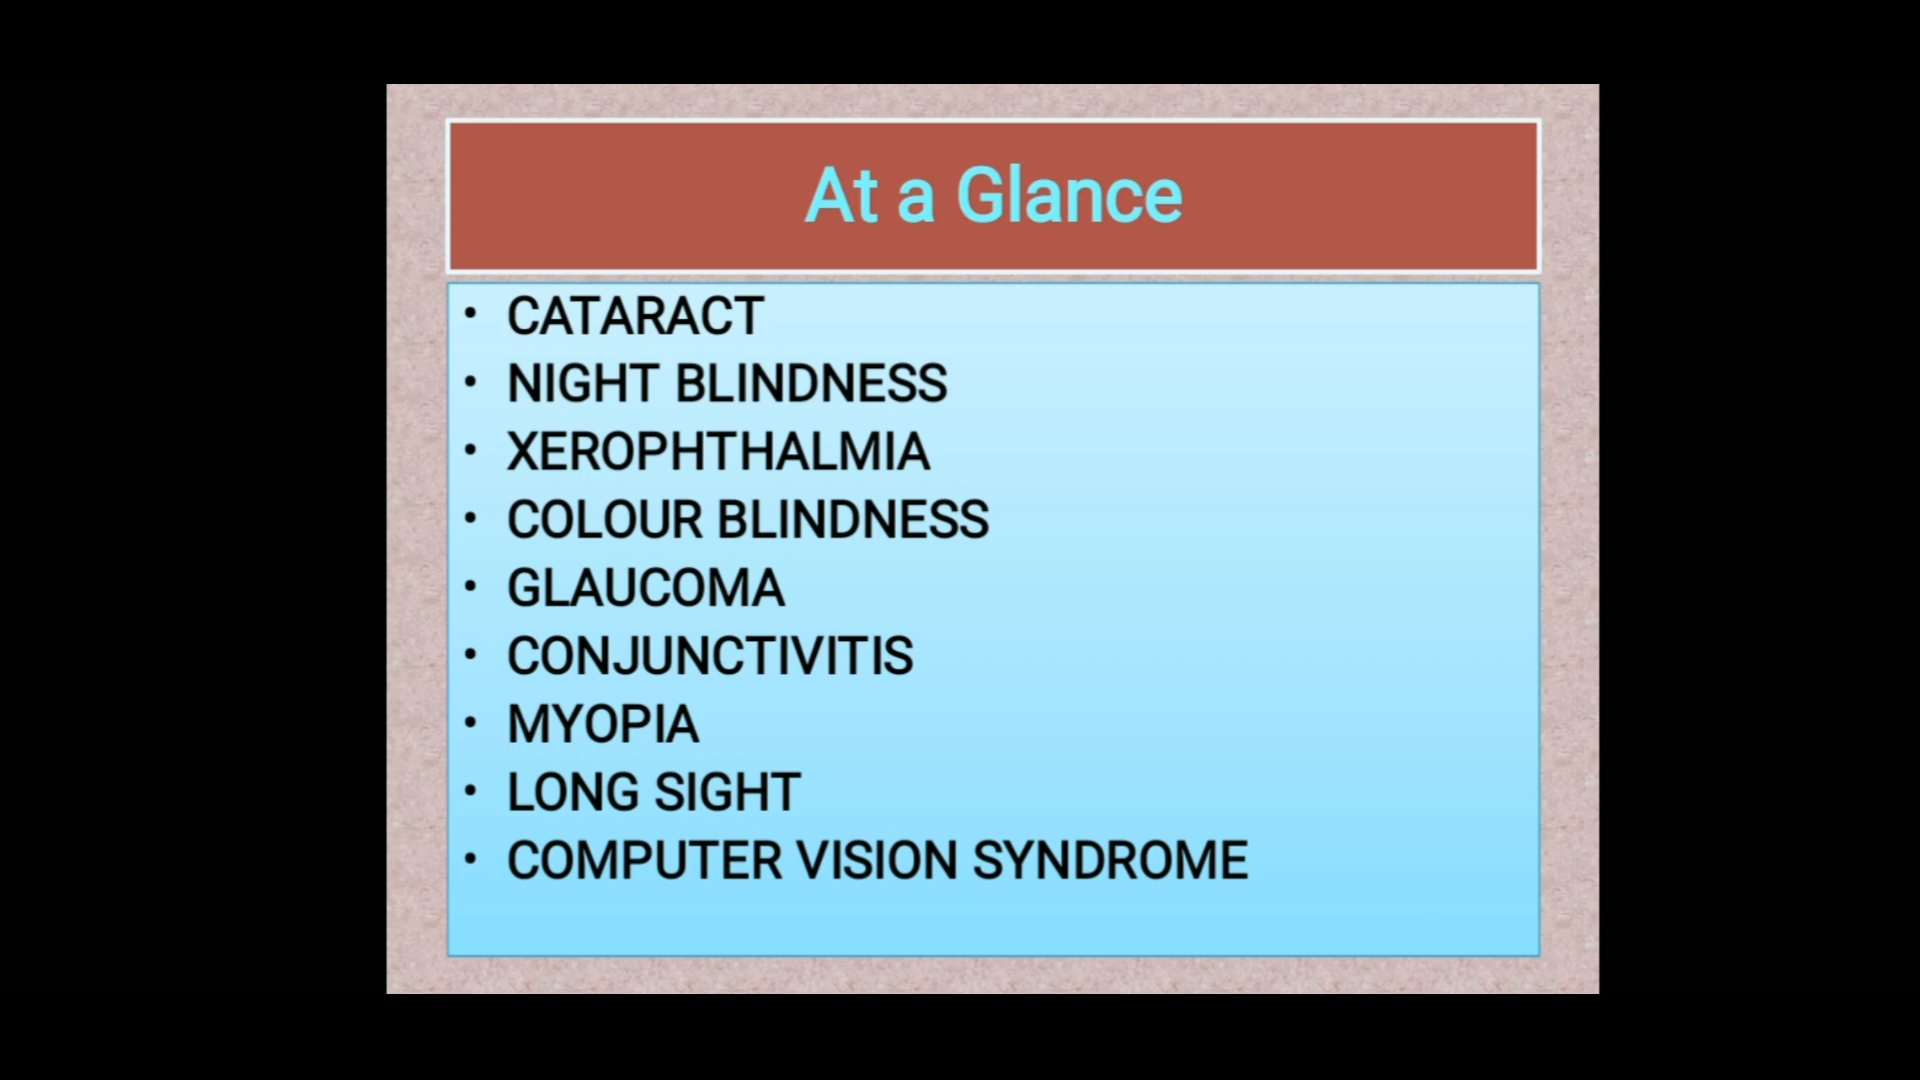 At a Glance
• CATARACT
• NIGHT BLINDNESS
• XEROPHTHALMIA
• COLOUR BLINDNESS
• GLAUCOMA
• CONJUNCTIVITIS
• MYOPIA
• LONG SIGHT
• COMPUTER VISION SYNDROME